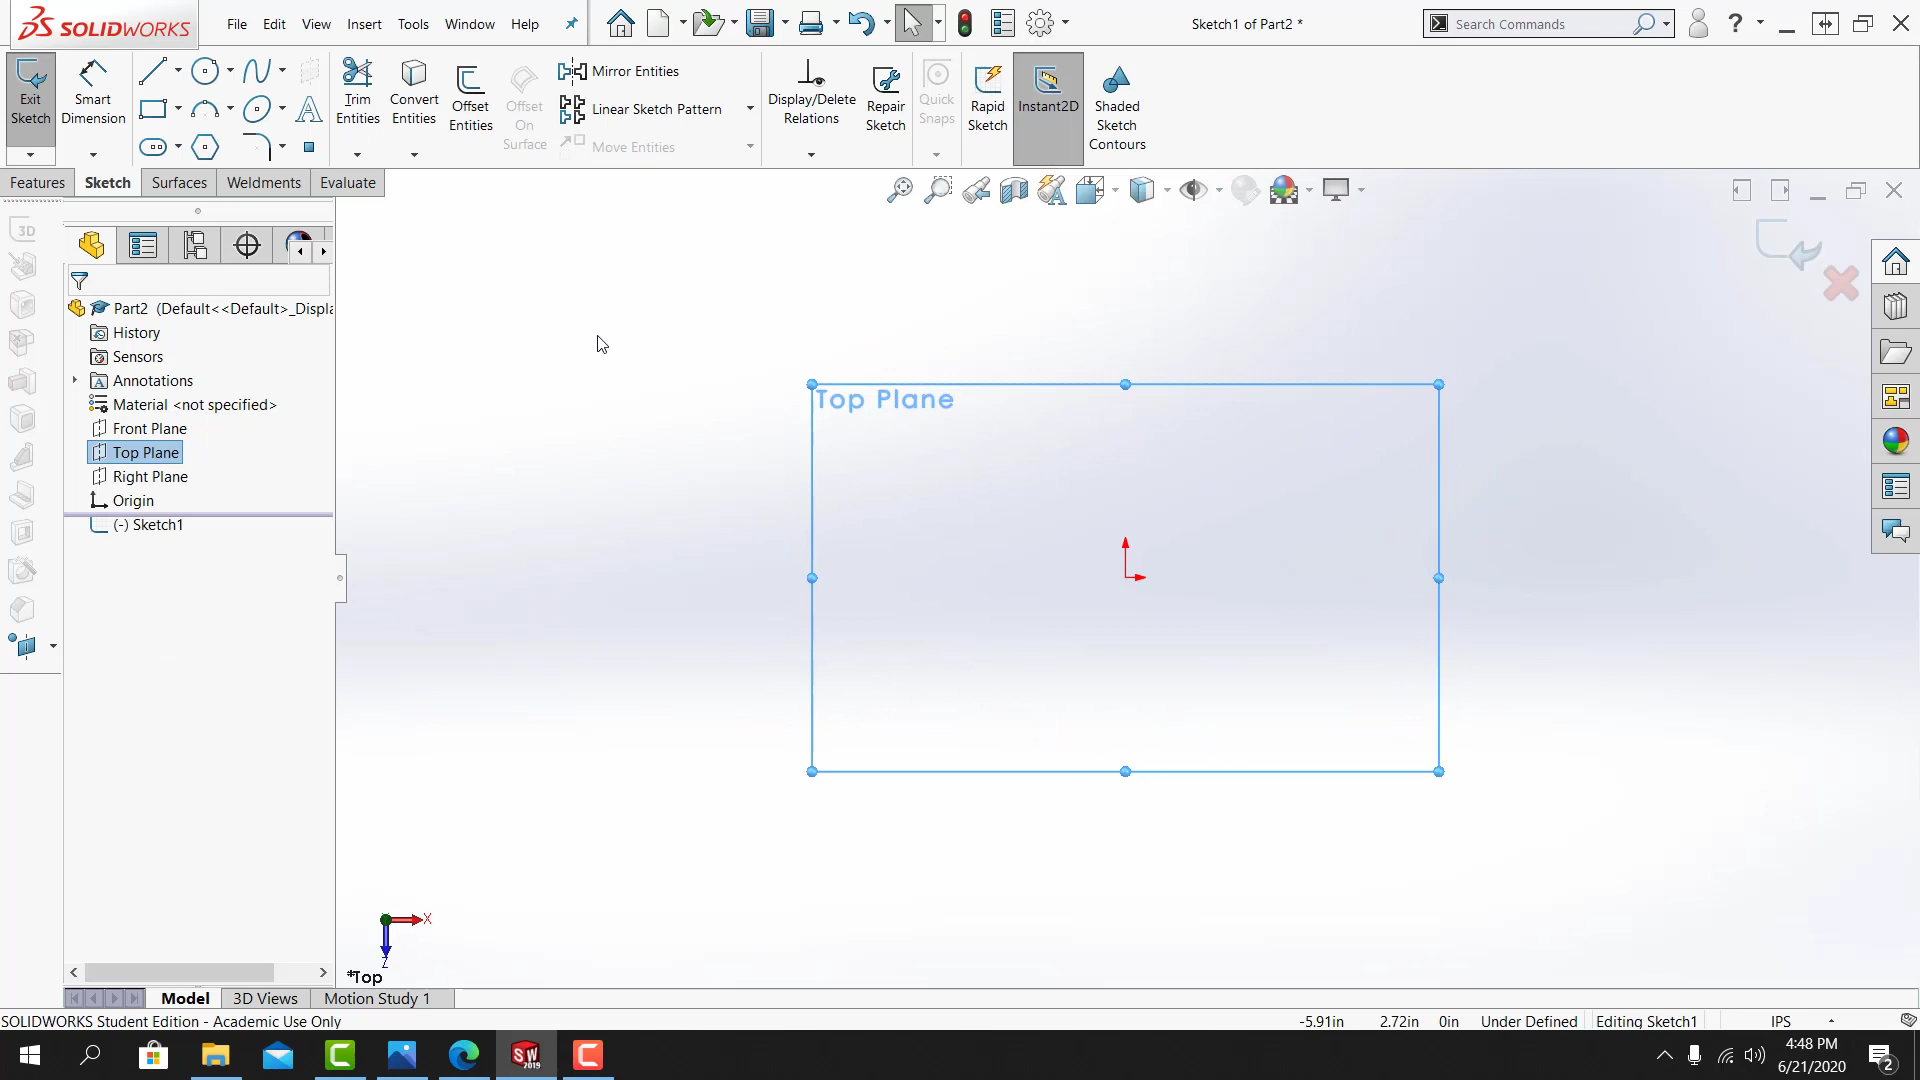 SOLIDWORKS
File Edit View Insert Tools Window Help
Sketch1 of Part2 *
Search Commands
Exit Sketch
Smart Dimension
Trim Entities
Convert Entities
Offset Entities
Offset On Surface
Mirror Entities
Linear Sketch Pattern
Move Entities
Display/Delete Relations
Repair Sketch
Quick Snaps
Rapid Sketch
Instant2D
Shaded Sketch Contours
Features Sketch Surfaces Weldments Evaluate
3D
Part2 (Default<<Default>_Displa
History
Sensors
Annotations
Material <not specified>
Front Plane
Top Plane
Right Plane
Origin
(-) Sketch1
Top Plane
X
Z
*Top
Model 3D Views Motion Study 1
SOLIDWORKS Student Edition - Academic Use Only
-5.91in 2.72in 0in Under Defined Editing Sketch1 IPS
SW 2019
4:48 PM
6/21/2020
2